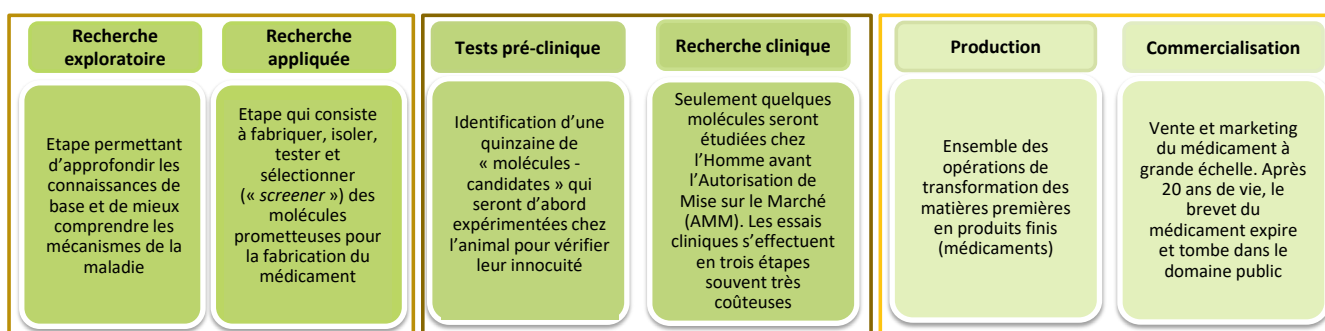 Recherche
exploratoire
Etape permettant
d'approfondir les
connaissances de
base et de mieux
comprendre les
mécanismes de la
maladie
Recherche
appliquée
Etape qui consiste
à fabriquer, isoler,
tester et
sélectionner
(« screener ») des
molécules
prometteuses pour
la fabrication du
médicament
Tests pré-clinique
Identification d'une
quinzaine de
« molécules -
candidates » qui
seront d'abord
expérimentées chez
l'animal pour vérifier
leur innocuité
Recherche clinique
Seulement quelques
molécules seront
étudiées chez
l'Homme avant
l'Autorisation de
Mise sur le Marché
(AMM). Les essais
cliniques s'effectuent
en trois étapes
souvent très
coûteuses
Production
Ensemble des
opérations de
transformation des
matières premières
en produits finis
(médicaments)
Commercialisation
Vente et marketing
du médicament à
grande échelle. Après
20 ans de vie, le
brevet du
médicament expire
et tombe dans le
domaine public